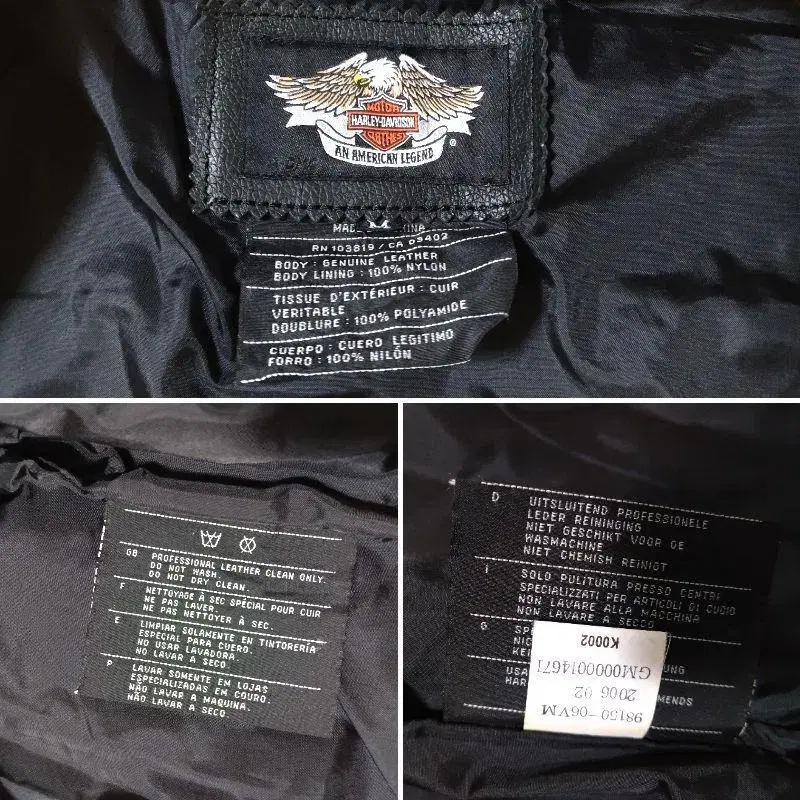 MOTOR
HARLEY-DAVIDSON
CLOTHES
AN AMERICAN LEGEND
®
M
RN 103819 / CA 03402
BODY : GENUINE LEATHER
BODY LINING : 100% NYLON
TISSUE D'EXTÉRIEUR : CUIR
VERITABLE
DOUBLURE : 100% POLYAMIDE
CUERPO : CUERO LEGITIMO
FORRO : 100% NILÓN
GB PROFESSIONAL LEATHER CLEAN ONLY.
DO NOT WASH.
DO NOT DRY CLEAN.
F NETTOYAGE À SEC SPÉCIAL POUR CUIR
NE PAS LAVER.
NE PAS NETTOYER À SEC.
E LIMPIAR SOLAMENTE EN TINTORERÍA
ESPECIAL PARA CUERO.
NO USAR LAVADORA.
NO LAVAR A SECO.
P LAVAR SOMENTE EM LOJAS
ESPECIALIZADAS EM COURO.
NÃO LAVAR A MAQUINA.
NÃO LAVAR A SECO.
D UITSLUITEND PROFESSIONELE
LEDER REININGING
NIET GESCHIKT VOOR DE
WASMACHINE
NIET CHEMISH REINIGT
I SOLO PULITURA PRESSO CENTRI
SPECIALIZZATI PER ARTICOLI DI CUOIO
NON LAVARE ALLA MACCHINA
NON LAVARE A SECCO
G
98150-06VM
2006 02
GM0000014671
K0002